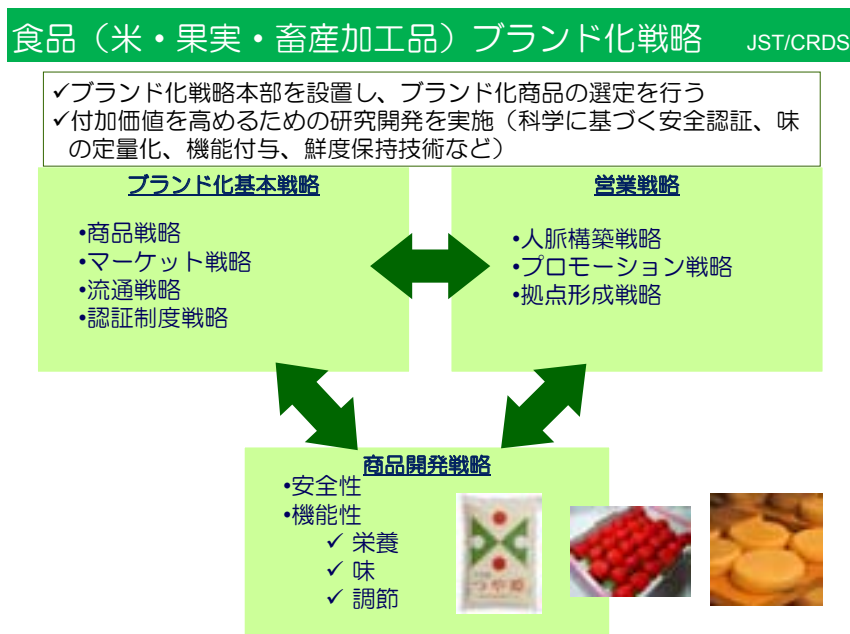 食品（米・果実・畜産加工品）ブランド化戦略 JST/CRDS
✓ブランド化戦略本部を設置し、ブランド化商品の選定を行う
✓付加価値を高めるための研究開発を実施（科学に基づく安全認証、味
の定量化、機能付与、鮮度保持技術など）
ブランド化基本戦略
•商品戦略
•マーケット戦略
•流通戦略
•認証制度戦略
営業戦略
•人脈構築戦略
•プロモーション戦略
•拠点形成戦略
商品開発戦略
•安全性
•機能性
✓ 栄養
✓ 味
✓ 調節
つや姫